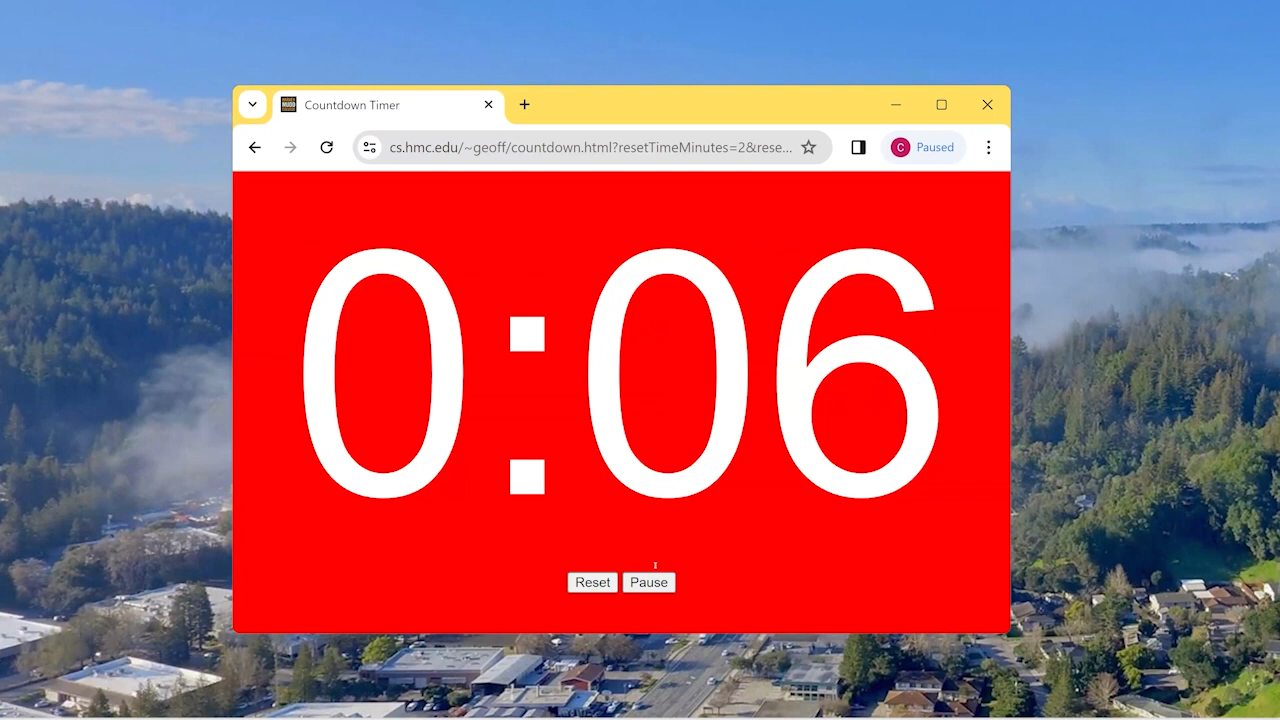 Countdown Timer
cs.hmc.edu/~geoff/countdown.html?resetTimeMinutes=2&rese...
C Paused
0:06
Reset Pause